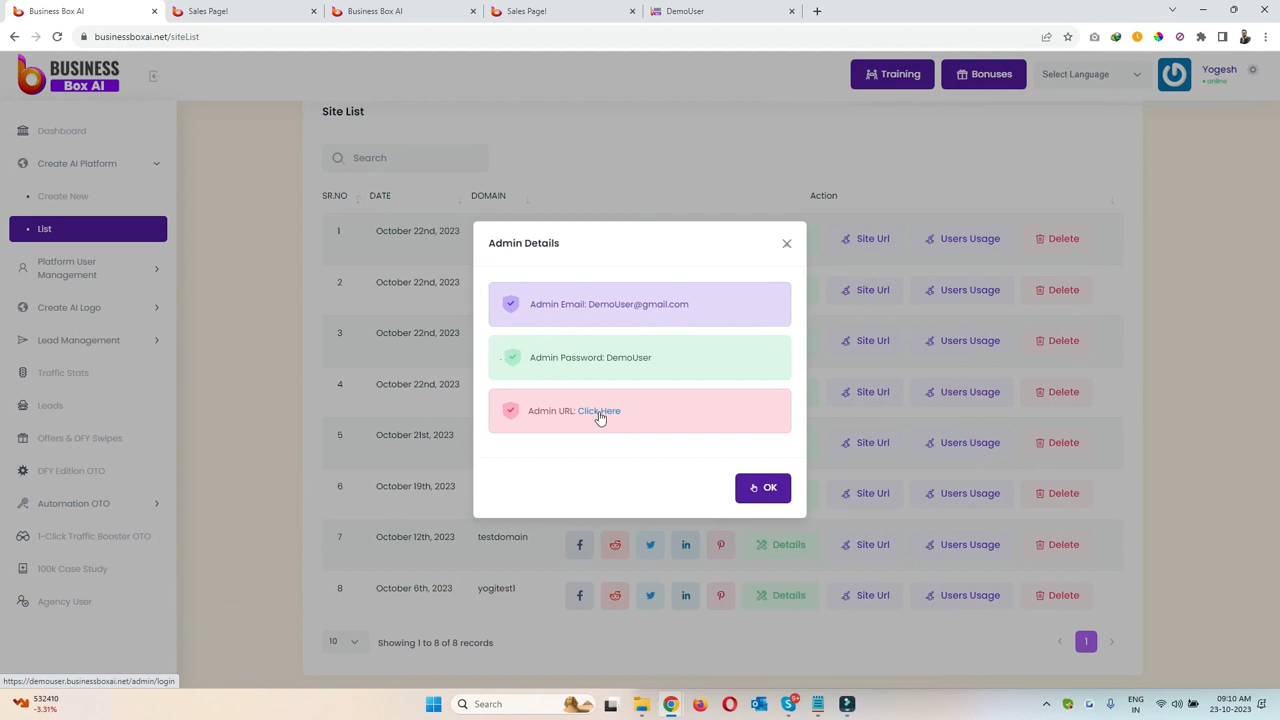 Business Box AI
Sales Page!
Business Box AI
Sales Page!
DemoUser
businessboxai.net/siteList
BUSINESS
Box AI
Training
Bonuses
Select Language
Yogesh
online
Dashboard
Create AI Platform
Create New
List
Platform User
Management
Create AI Logo
Lead Management
Traffic Stats
Leads
Offers & DFY Swipes
DFY Edition OTO
Automation OTO
1-Click Traffic Booster OTO
100k Case Study
Agency User
Site List
Search
SR.NO DATE DOMAIN Action
1 October 22nd, 2023 Site Url Users Usage Delete
2 October 22nd, 2023 Site Url Users Usage Delete
3 October 22nd, 2023 Site Url Users Usage Delete
4 October 22nd, 2023 Site Url Users Usage Delete
5 October 21st, 2023 Site Url Users Usage Delete
6 October 19th, 2023 Site Url Users Usage Delete
7 October 12th, 2023 testdomain Details Site Url Users Usage Delete
8 October 6th, 2023 yogitest1 Details Site Url Users Usage Delete
10 Showing 1 to 8 of 8 records 1
Admin Details
Admin Email: DemoUser@gmail.com
Admin Password: DemoUser
Admin URL: Click Here
OK
https://demouser.businessboxai.net/admin/login
532410
-3.31%
Search
9+
ENG
IN
09:10 AM
23-10-2023